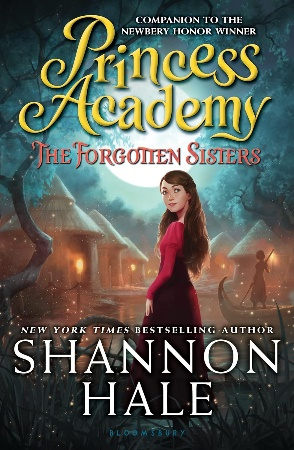 COMPANION TO THE
NEWBERY HONOR WINNER
Princess
Academy
THE FORGOTTEN SISTERS
NEW YORK TIMES BESTSELLING AUTHOR
SHANNON
HALE
BLOOMSBURY